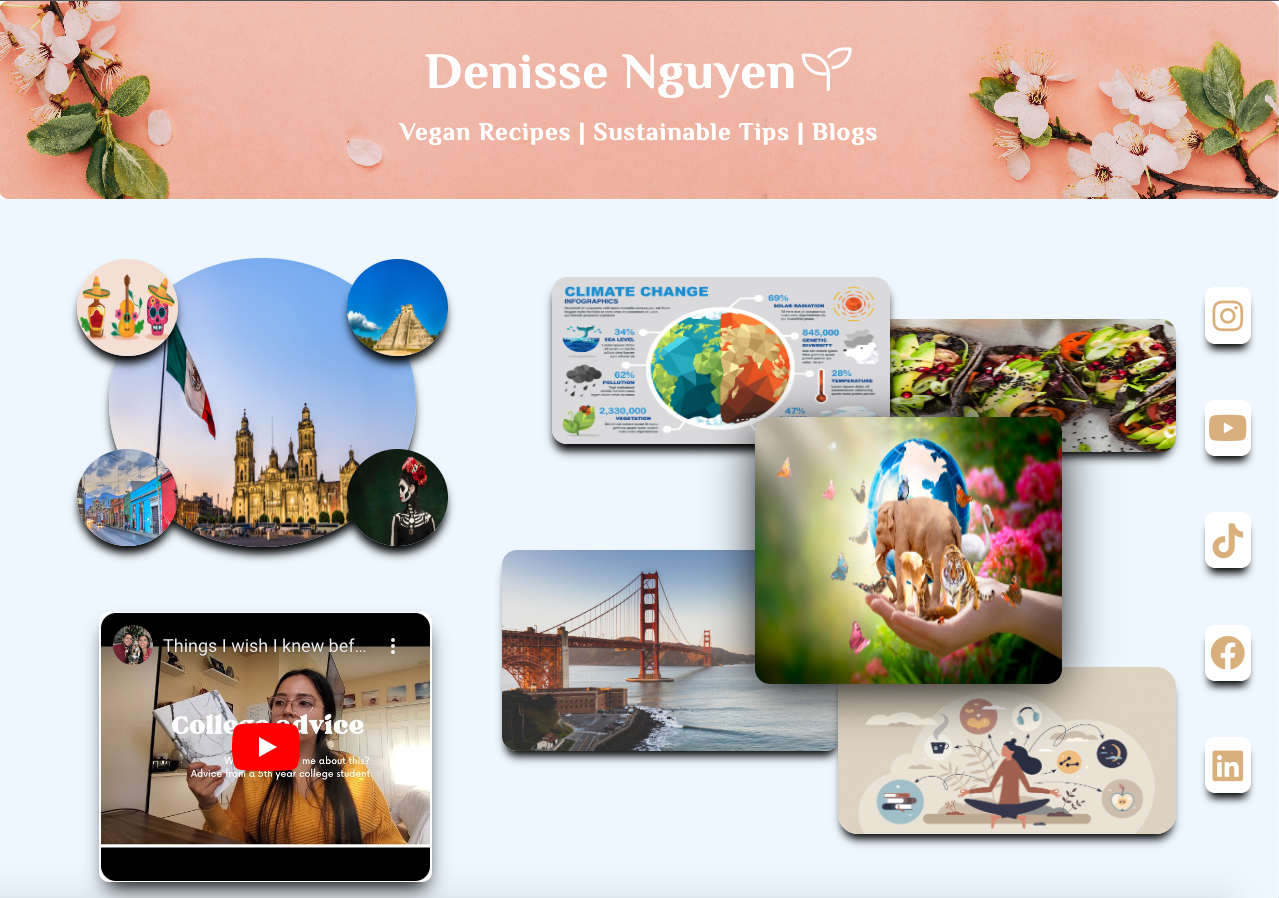 Denisse Nguyen
Vegan Recipes | Sustainable Tips | Blogs
CLIMATE CHANGE
INFOGRAPHICS
69%
SOLAR RADIATION
34%
SEA LEVEL
845,000
GENETIC
DIVERSITY
62%
POLLUTION
28%
TEMPERATURE
2,330,000
VEGETATION
47%
Things I wish I knew bef...
College advice
me about this?
Advice from a 5th year college student
in